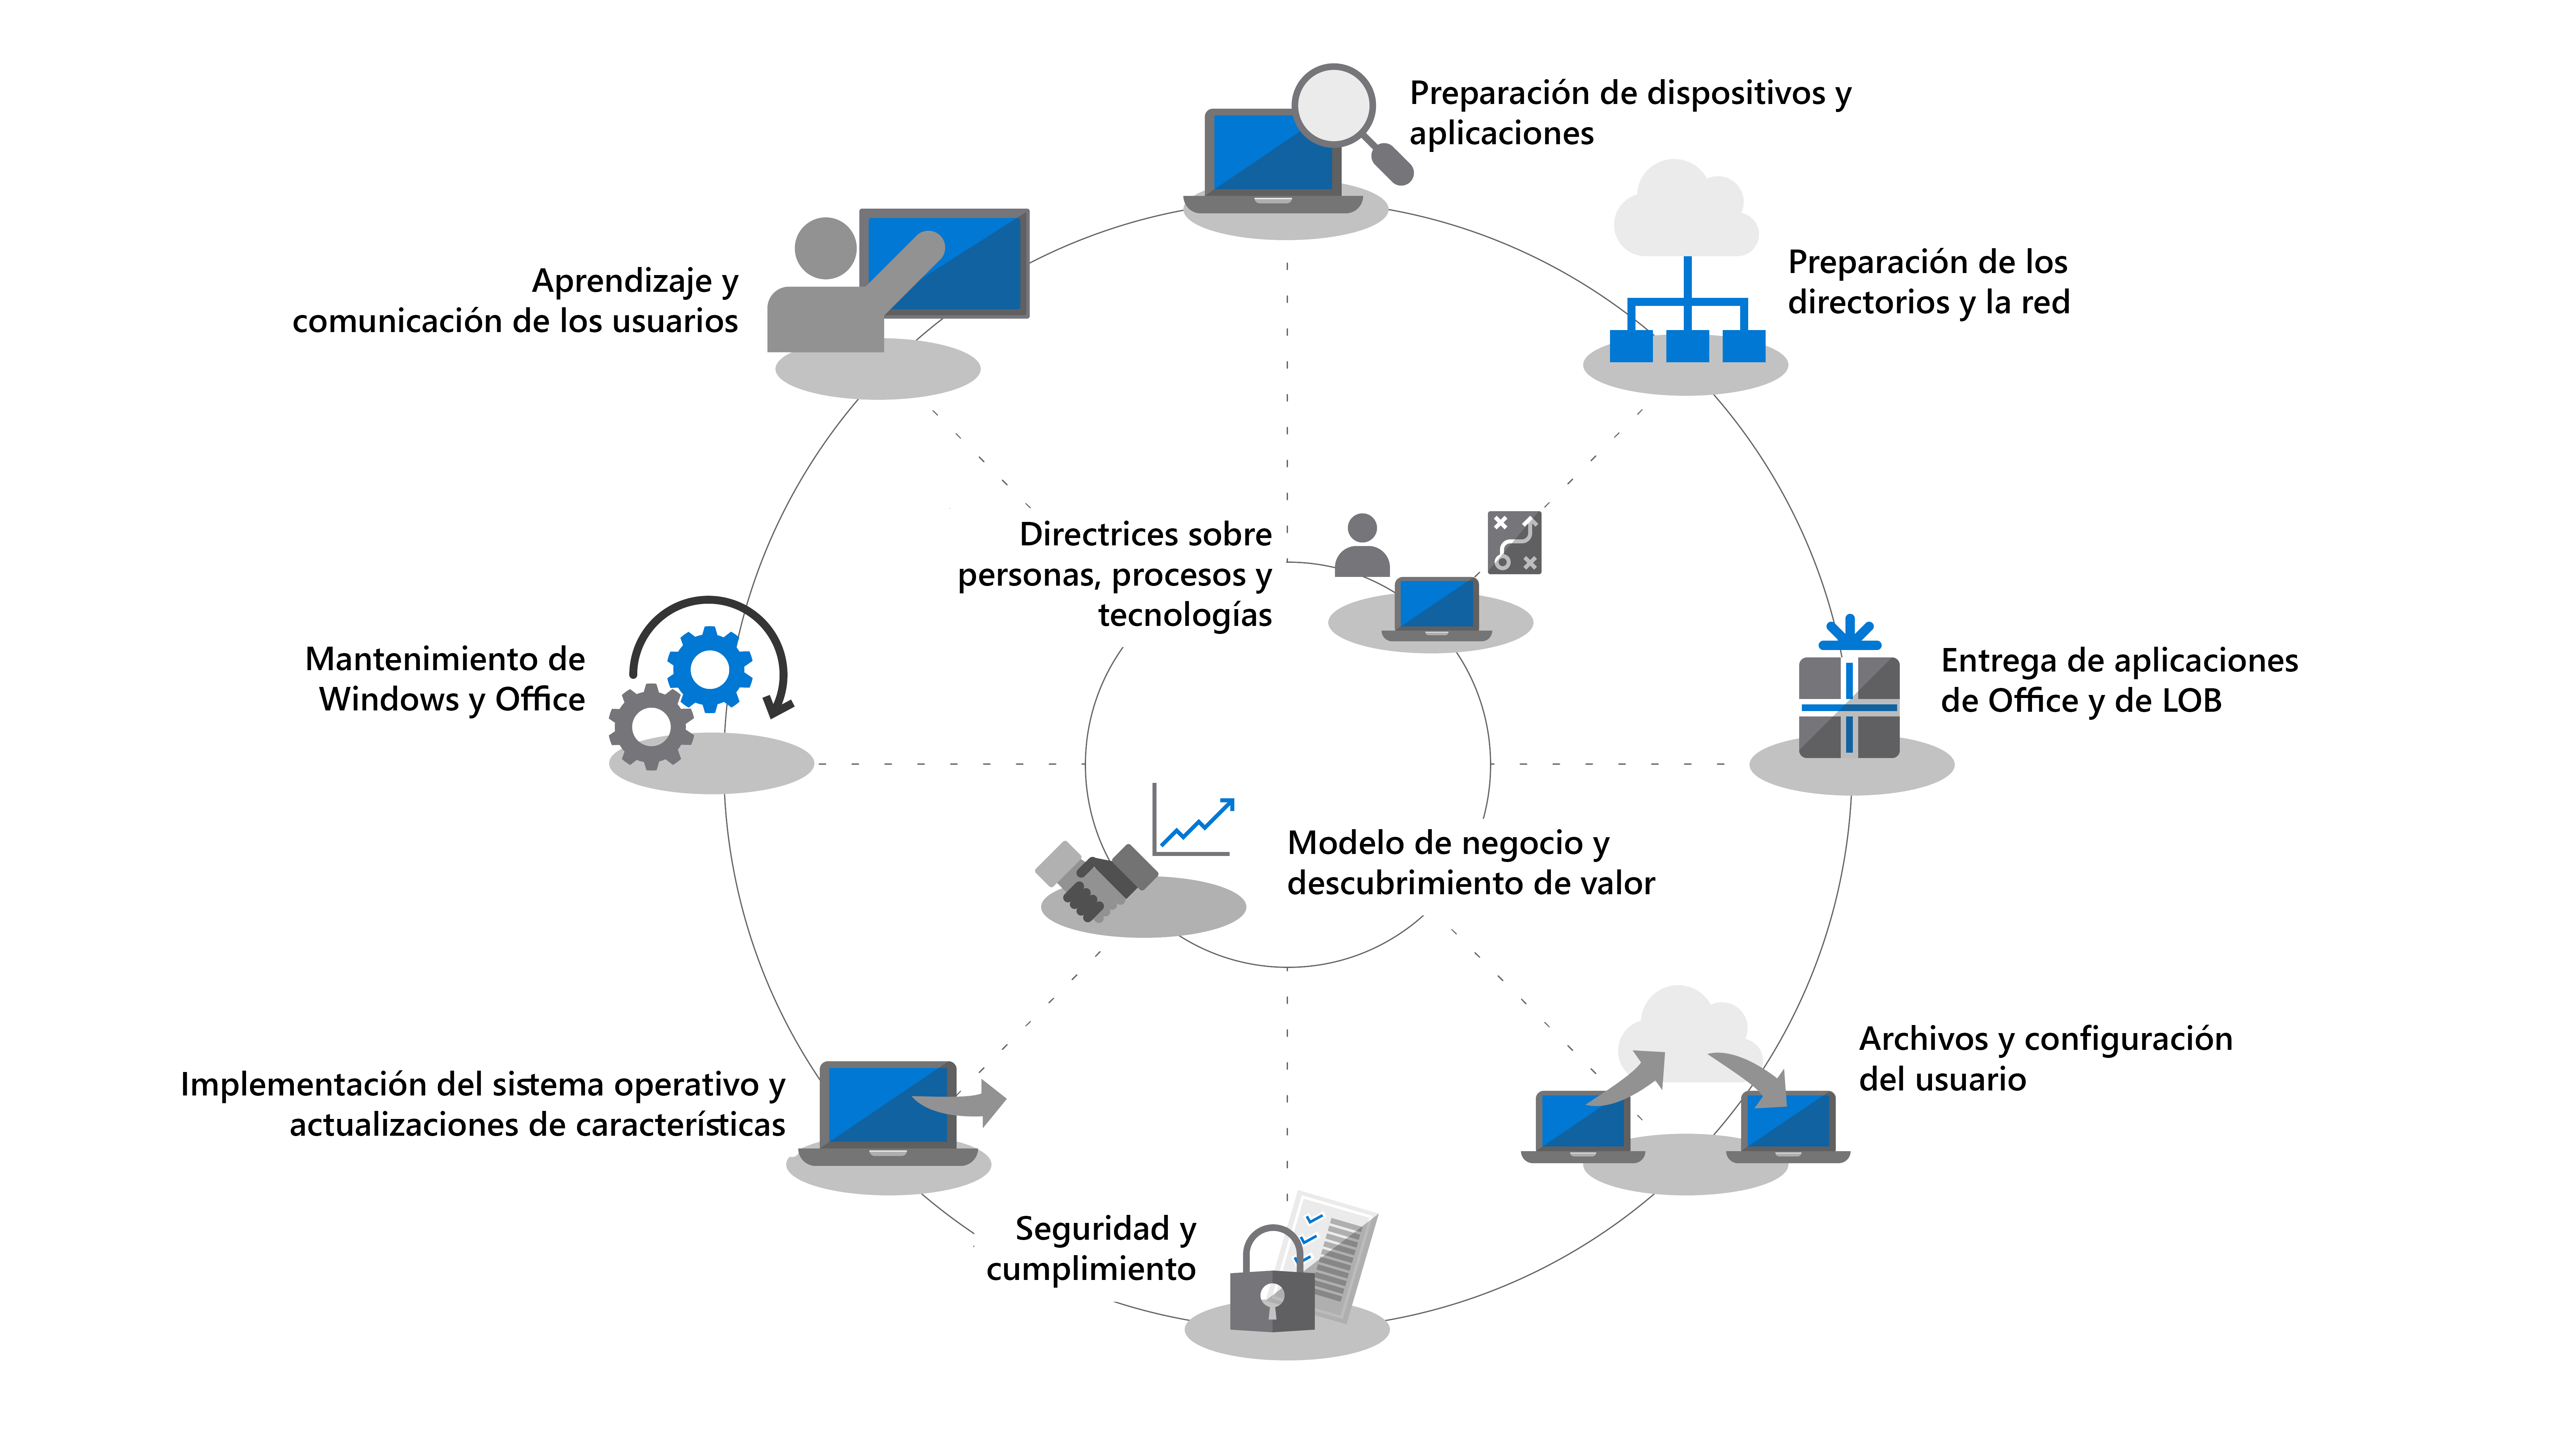 Preparación de dispositivos y
aplicaciones
Preparación de los
directorios y la red
Aprendizaje y
comunicación de los usuarios
Directrices sobre
personas, procesos y
tecnologías
Mantenimiento de
Windows y Office
Entrega de aplicaciones
de Office y de LOB
Modelo de negocio y
descubrimiento de valor
Archivos y configuración
del usuario
Implementación del sistema operativo y
actualizaciones de características
Seguridad y
cumplimiento